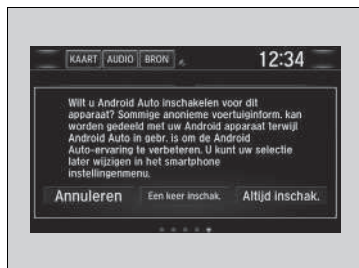 KAART AUDIO BRON 12:34
Wilt u Android Auto inschakelen voor dit
apparaat? Sommige anonieme voertuiginform. kan
worden gedeeld met uw Android apparaat terwijl
Android Auto in gebr. is om de Android
Auto-ervaring te verbeteren. U kunt uw selectie
later wijzigen in het smartphone
instellingenmenu.
Annuleren Een keer inschak. Altijd inschak.